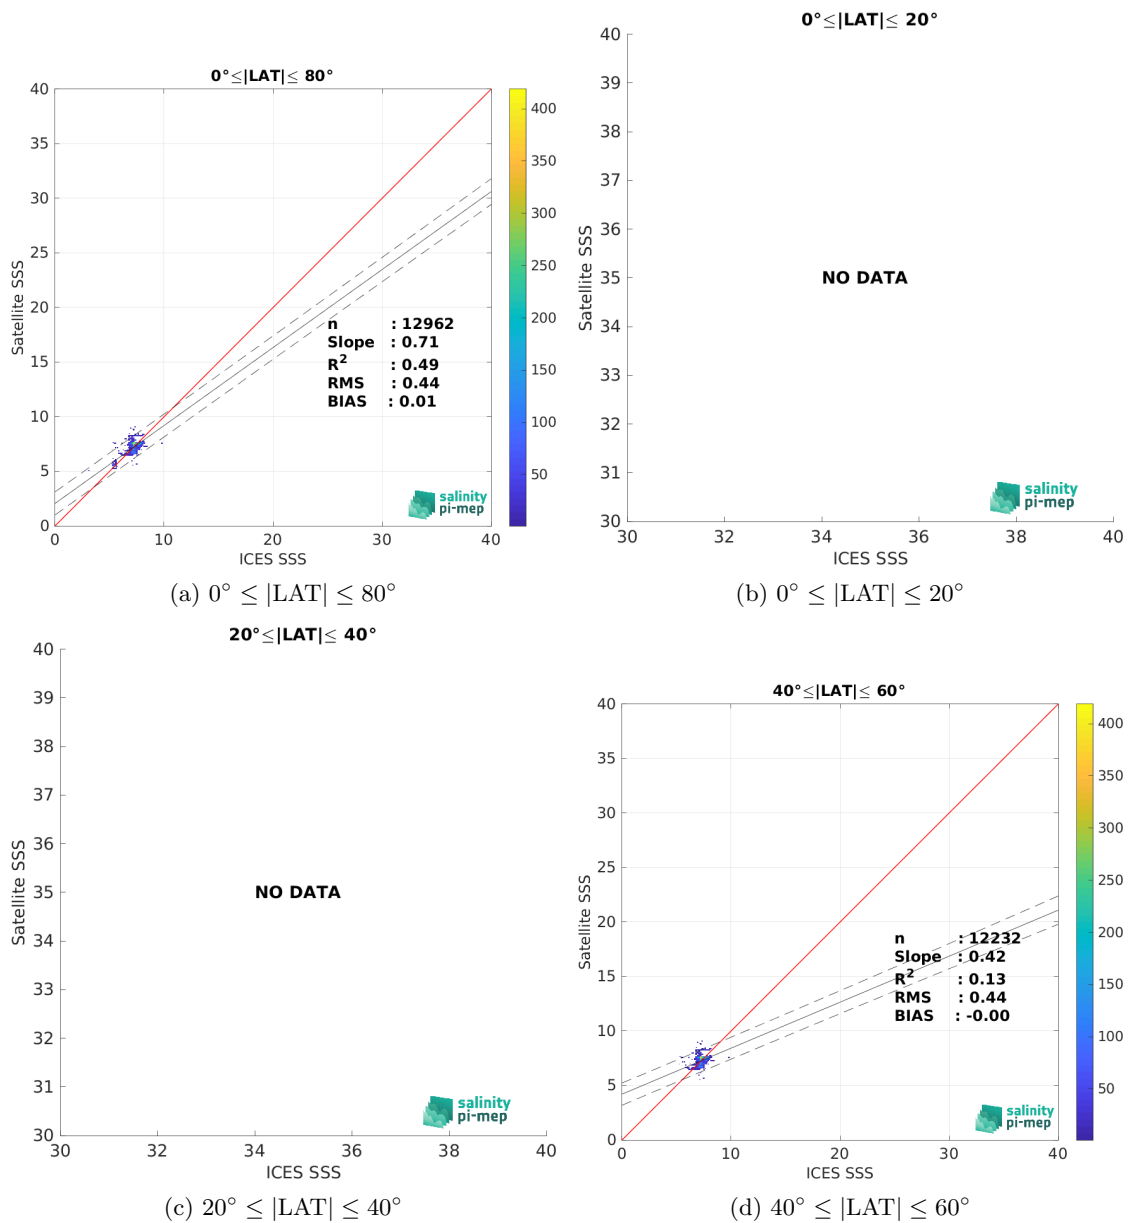 0°≤|LAT|≤ 80°
40
35
30
25
20
15
10
5
0
0
10
20
30
40
Satellite SSS
ICES SSS
n : 12962
Slope : 0.71
R² : 0.49
RMS : 0.44
BIAS : 0.01
salinity
pi-mep
400
350
300
250
200
150
100
50
(a) 0° ≤ |LAT| ≤ 80°
0°≤|LAT|≤ 20°
40
39
38
37
36
35
34
33
32
31
30
30
32
34
36
38
40
Satellite SSS
ICES SSS
NO DATA
salinity
pi-mep
(b) 0° ≤ |LAT| ≤ 20°
20°≤|LAT|≤ 40°
40
39
38
37
36
35
34
33
32
31
30
30
32
34
36
38
40
Satellite SSS
ICES SSS
NO DATA
salinity
pi-mep
(c) 20° ≤ |LAT| ≤ 40°
40°≤|LAT|≤ 60°
40
35
30
25
20
15
10
5
0
0
10
20
30
40
Satellite SSS
ICES SSS
n : 12232
Slope : 0.42
R² : 0.13
RMS : 0.44
BIAS : -0.00
salinity
pi-mep
400
350
300
250
200
150
100
50
(d) 40° ≤ |LAT| ≤ 60°